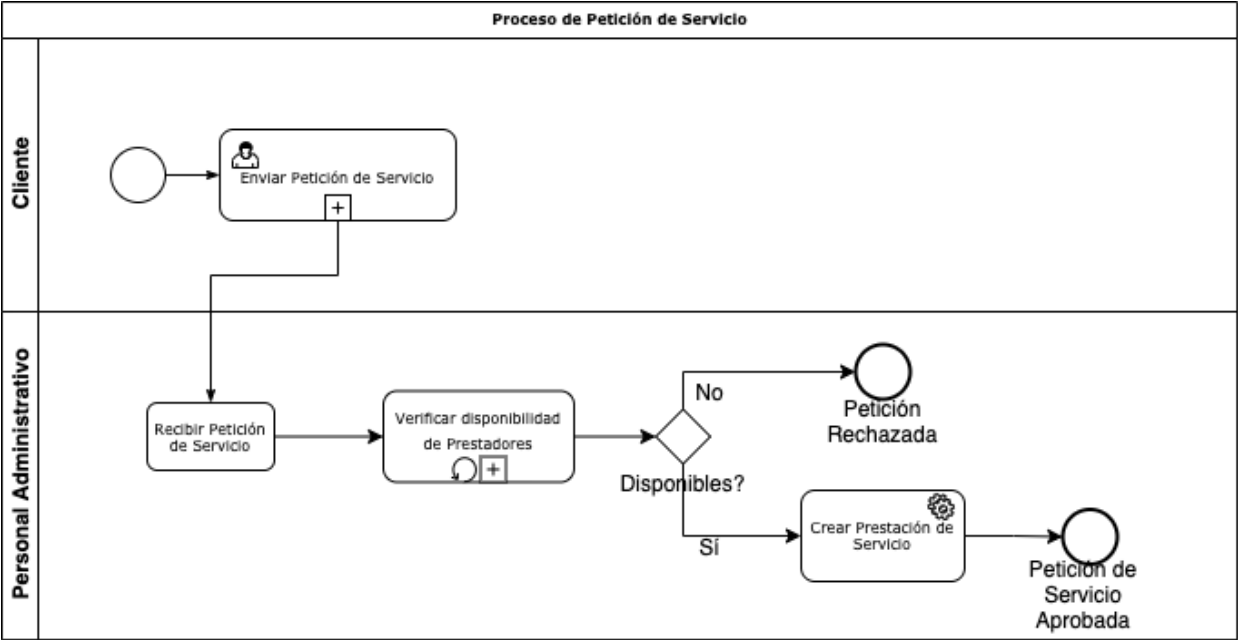 Proceso de Petición de Servicio
Cliente
Enviar Petición de Servicio
Personal Administrativo
Recibir Petición
de Servicio
Verificar disponibilidad
de Prestadores
Disponibles?
No
Petición
Rechazada
Sí
Crear Prestación de
Servicio
Petición de
Servicio
Aprobada